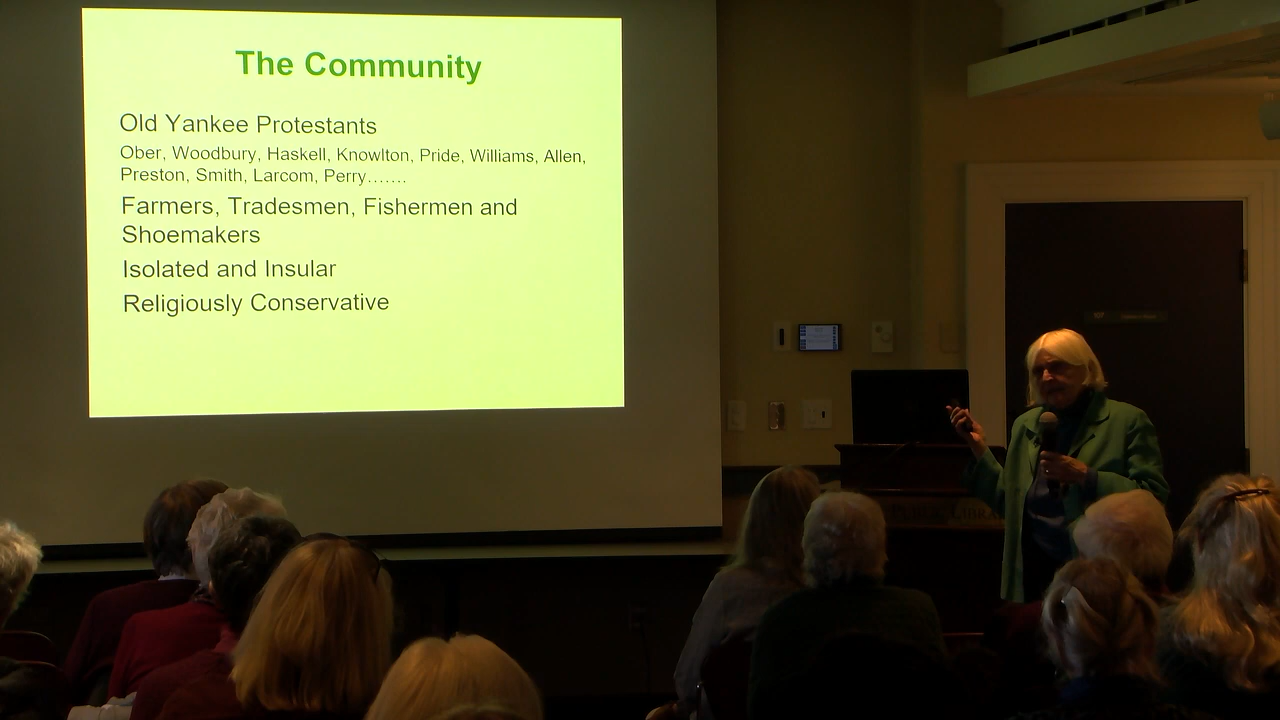 The Community
Old Yankee Protestants
Ober, Woodbury, Haskell, Knowlton, Pride, Williams, Allen,
Preston, Smith, Larcom, Perry…….
Farmers, Tradesmen, Fishermen and
Shoemakers
Isolated and Insular
Religiously Conservative